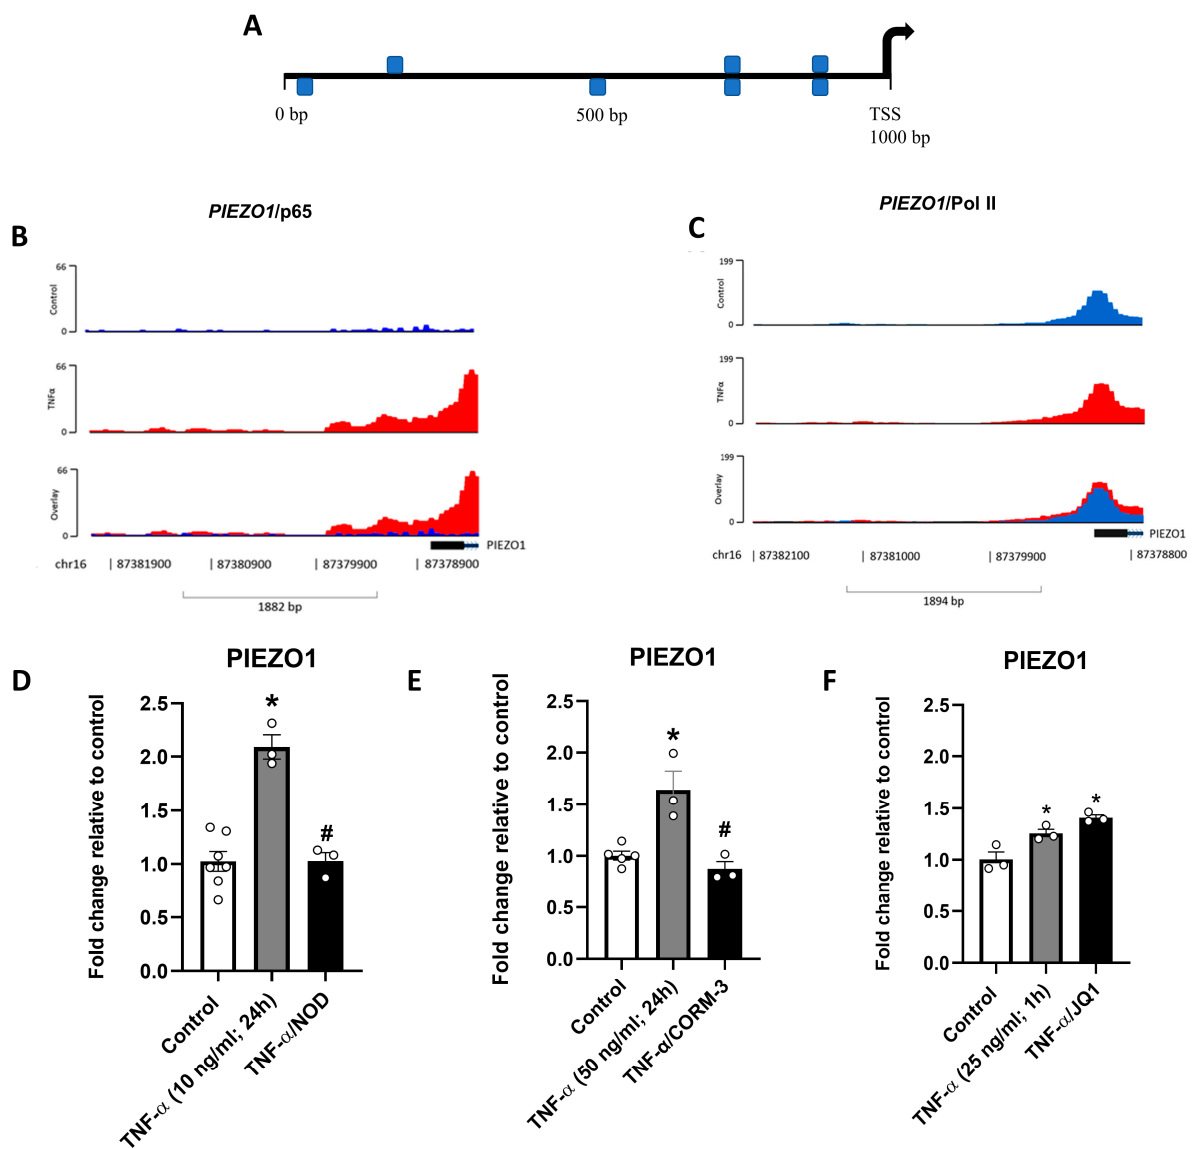 A
0 bp
500 bp
TSS
1000 bp
B
PIEZO1/p65
66
Control
0
66
TNFα
0
66
Overlay
0
PIEZO1
chr16
87381900
87380900
87379900
87378900
1882 bp
C
PIEZO1/Pol II
199
Control
0
199
TNFα
0
199
Overlay
0
PIEZO1
chr16
87382100
87381000
87379900
87378800
1894 bp
D
PIEZO1
Fold change relative to control
2.5
2.0
1.5
1.0
0.5
0.0
*
#
Control
TNF-α (10 ng/ml; 24h)
TNF-α/NOD
E
PIEZO1
Fold change relative to control
2.5
2.0
1.5
1.0
0.5
0.0
*
#
Control
TNF-α (50 ng/ml; 24h)
TNF-α/CORM-3
F
PIEZO1
Fold change relative to control
2.5
2.0
1.5
1.0
0.5
0.0
*
*
Control
TNF-α (25 ng/ml; 1h)
TNF-α/JQ1